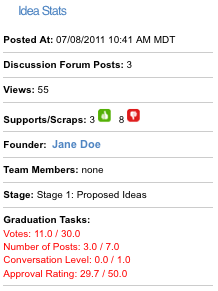 Idea Stats
Posted At: 07/08/2011 10:41 AM MDT
Discussion Forum Posts: 3
Views: 55
Supports/Scraps: 3 8
Founder: Jane Doe
Team Members: none
Stage: Stage 1: Proposed Ideas
Graduation Tasks:
Votes: 11.0 / 30.0
Number of Posts: 3.0 / 7.0
Conversation Level: 0.0 / 1.0
Approval Rating: 29.7 / 50.0